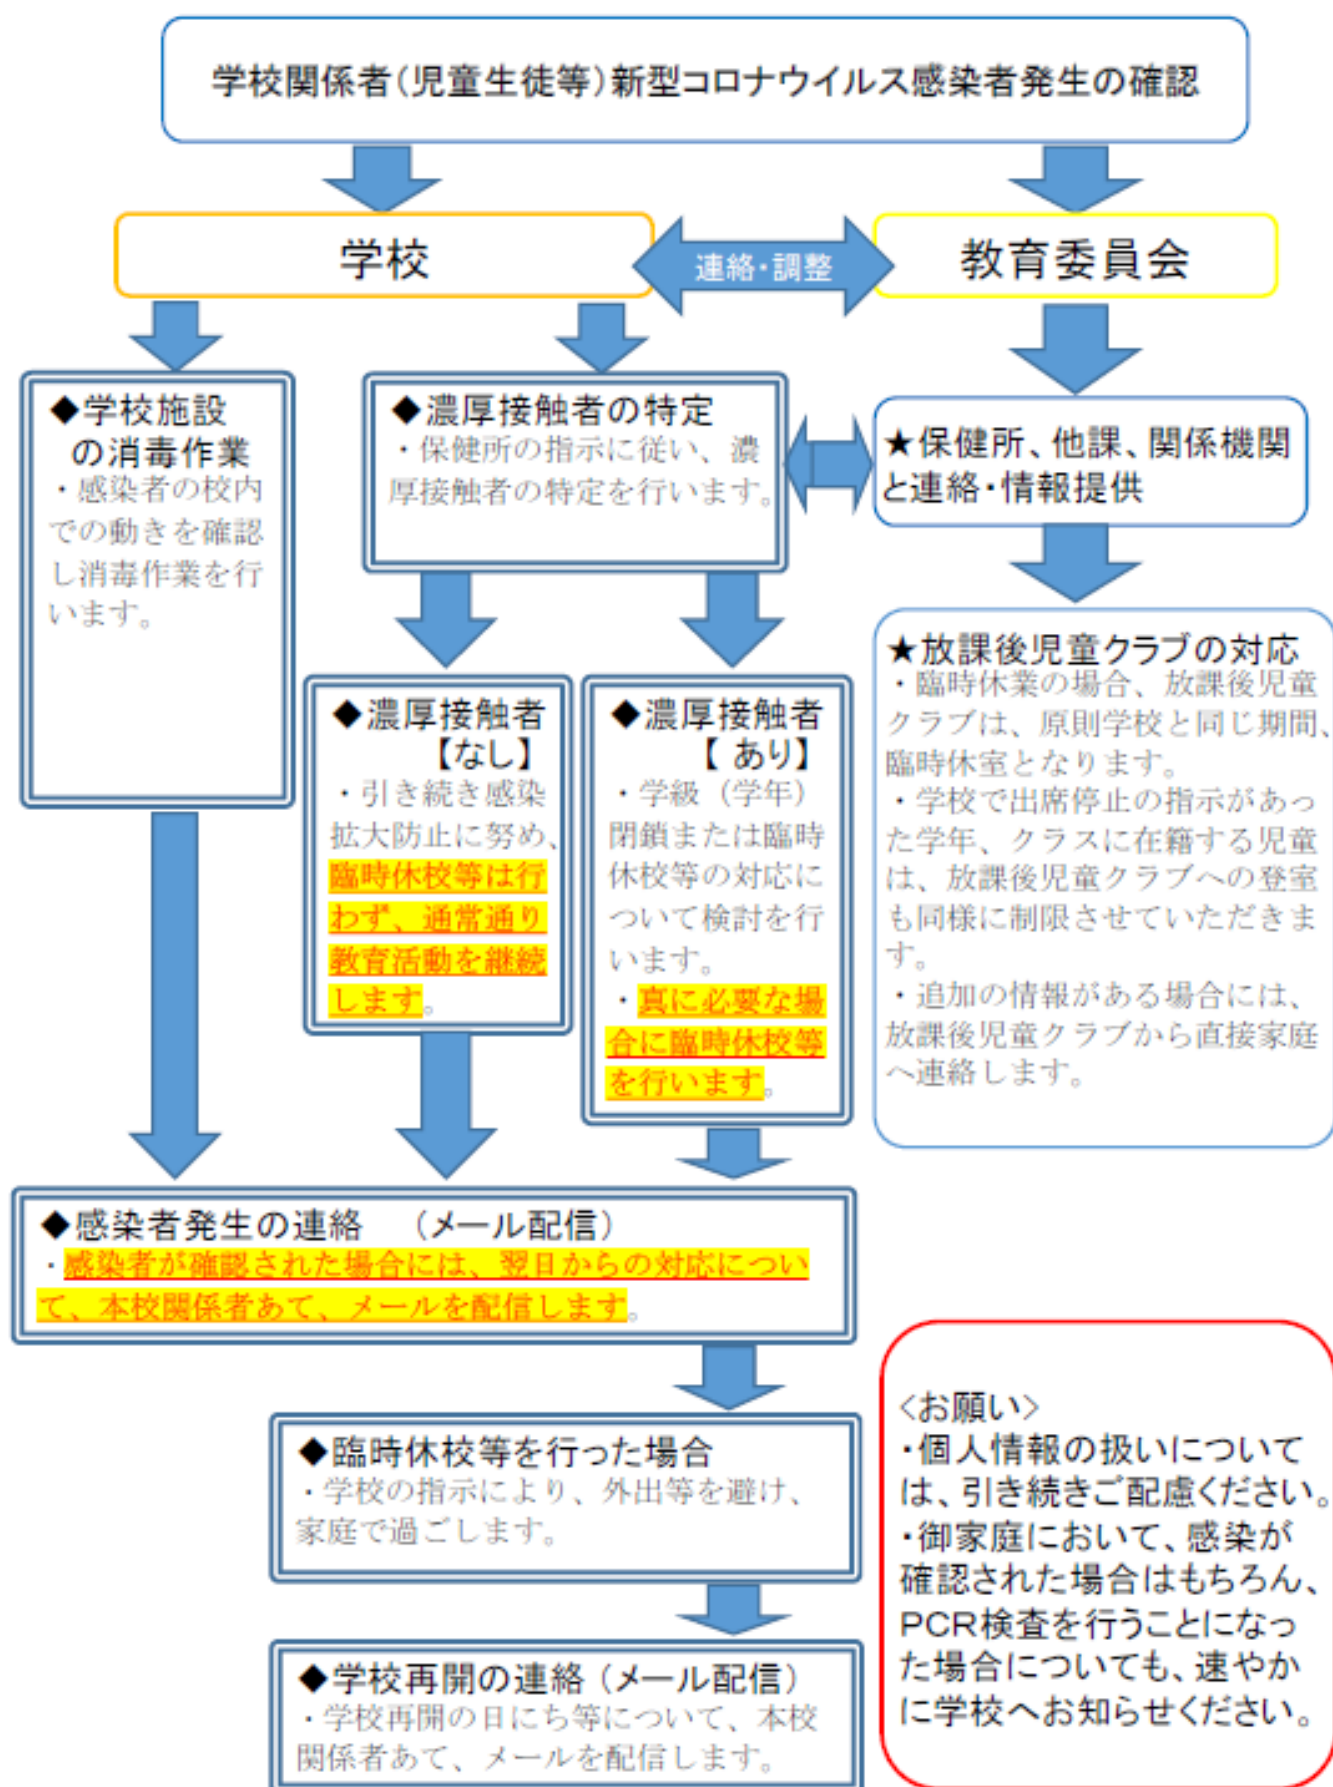 学校関係者(児童生徒等)新型コロナウイルス感染者発生の確認
学校
連絡・調整
教育委員会
◆学校施設
の消毒作業
・感染者の校内
での動きを確認
し消毒作業を行
います。
◆濃厚接触者の特定
・保健所の指示に従い、濃
厚接触者の特定を行います。
★保健所、他課、関係機関
と連絡・情報提供
◆濃厚接触者
【なし】
・引き続き感染
拡大防止に努め、
臨時休校等は行
わず、通常通り
教育活動を継続
します。
◆濃厚接触者
【 あり】
・学級(学年)
閉鎖または臨時
休校等の対応に
ついて検討を行
います。
・真に必要な場
合に臨時休校等
を行います。
★放課後児童クラブの対応
・臨時休業の場合、放課後児童
クラブは、原則学校と同じ期間、
臨時休室となります。
・学校で出席停止の指示があっ
た学年、クラスに在籍する児童
は、放課後児童クラブへの登室
も同様に制限させていただきま
す。
・追加の情報がある場合には、
放課後児童クラブから直接家庭
へ連絡します。
◆感染者発生の連絡 (メール配信)
・感染者が確認された場合には、翌日からの対応につい
て、本校関係者あて、メールを配信します。
◆臨時休校等を行った場合
・学校の指示により、外出等を避け、
家庭で過ごします。
◆学校再開の連絡(メール配信)
・学校再開の日にち等について、本校
関係者あて、メールを配信します。
<お願い>
・個人情報の扱いについて
は、引き続きご配慮ください。
・御家庭において、感染が
確認された場合はもちろん、
PCR検査を行うことになっ
た場合についても、速やか
に学校へお知らせください。